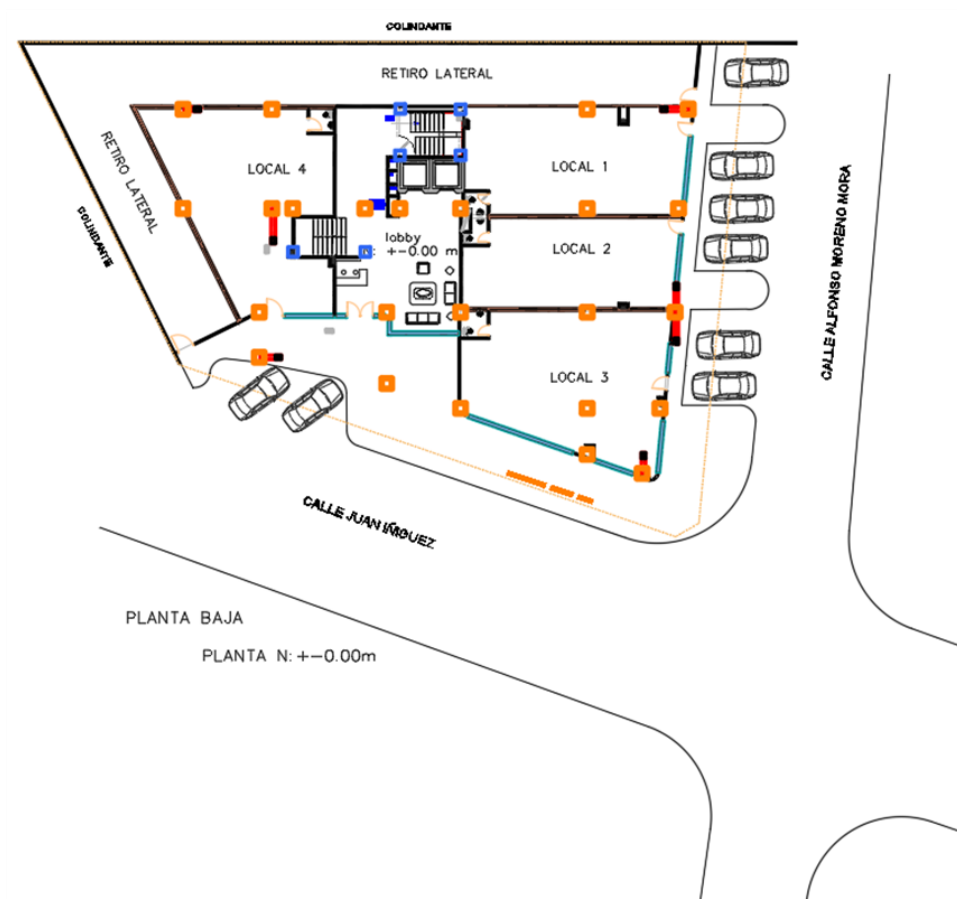 COLINDANTE
RETIRO LATERAL
RETIRO LATERAL
COLINDANTE
LOCAL 4
LOCAL 1
LOCAL 2
lobby
+-0.00 m
LOCAL 3
CALLE ALFONSO MORENO MORA
CALLE JUAN IÑIGUEZ
PLANTA BAJA
PLANTA N: +-0.00m